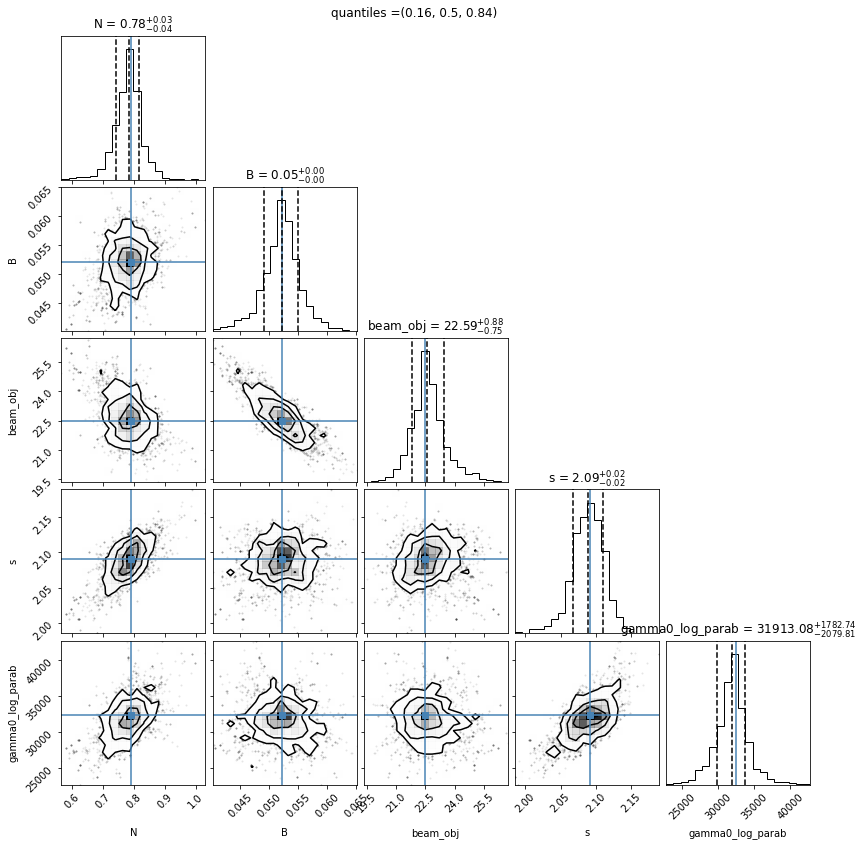 quantiles =(0.16, 0.5, 0.84)
N = 0.78+0.03−0.04
B = 0.05+0.00−0.00
0.065
0.060
0.055
0.050
0.045
B
beam_obj = 22.59+0.88−0.75
25.5
24.0
22.5
21.0
19.5
beam_obj
s = 2.09+0.02−0.02
2.15
2.10
2.05
2.00
s
gamma0_log_parab = 31913.08+1782.74−2079.81
40000
35000
30000
25000
gamma0_log_parab
0.6 0.7 0.8 0.9 1.0 0.045 0.050 0.055 0.060 0.065 19.5 21.0 22.5 24.0 25.5 2.00 2.05 2.10 2.15 25000 30000 35000 40000
N B beam_obj s gamma0_log_parab